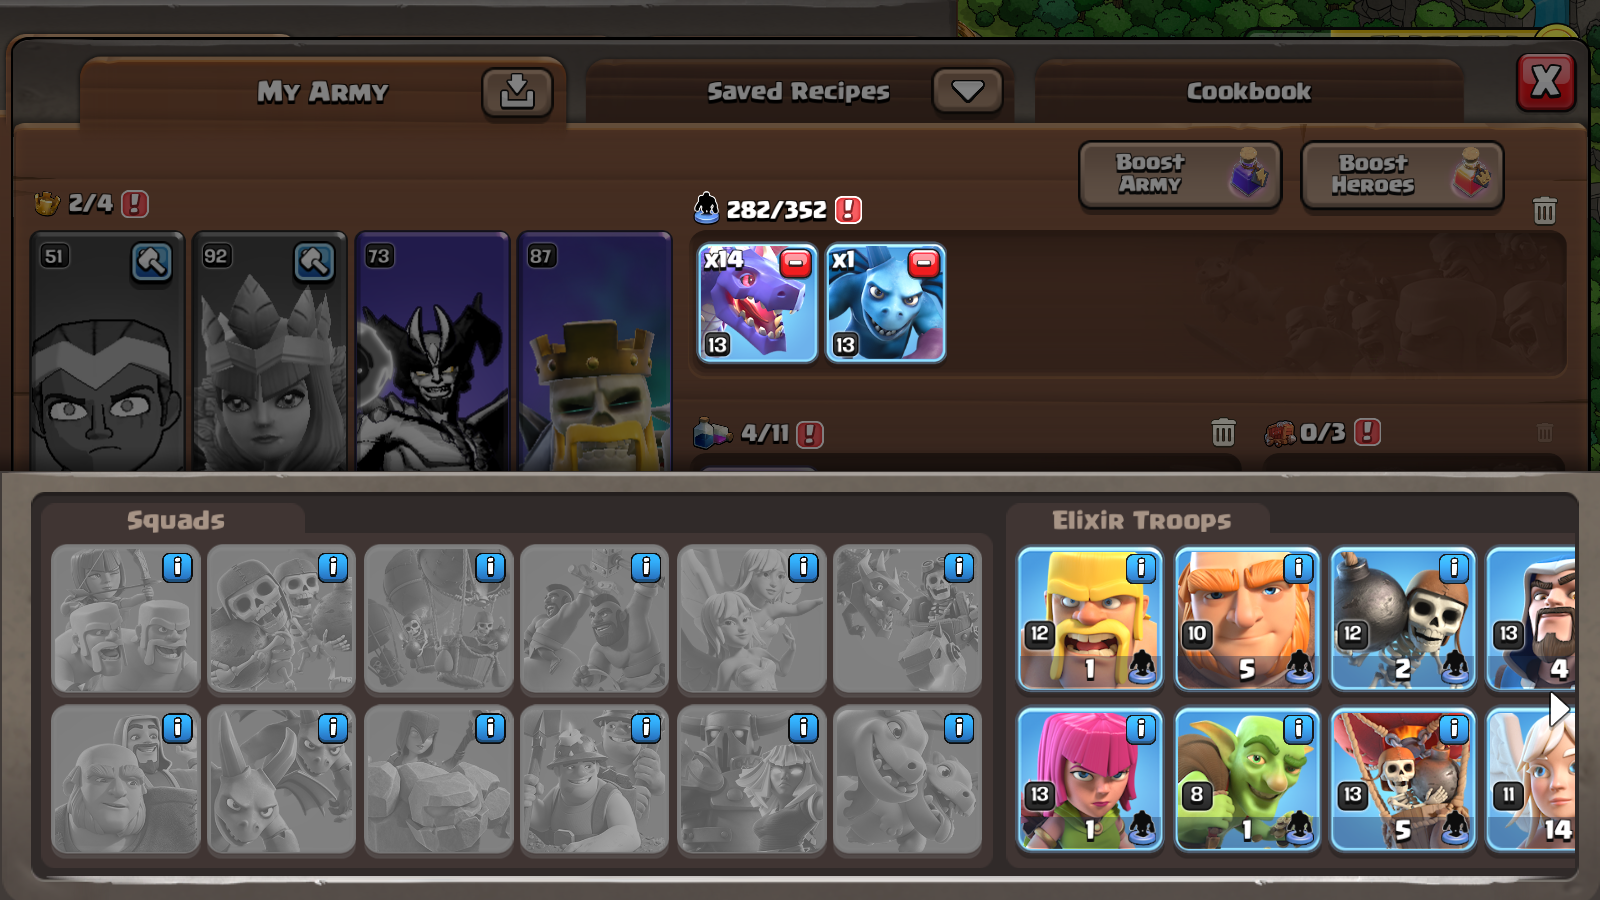 My Army
Saved Recipes
Cookbook
X
Boost
Army
Boost
Heroes
2/4 !
282/352 !
51
92
73
87
x14
13
x1
13
4/11 !
0/3 !
Squads
Elixir Troops
i
i
i
i
i
i
i
i
i
12
1
10
5
12
2
13
4
i
i
i
i
i
i
i
i
i
13
1
8
1
13
5
11
14